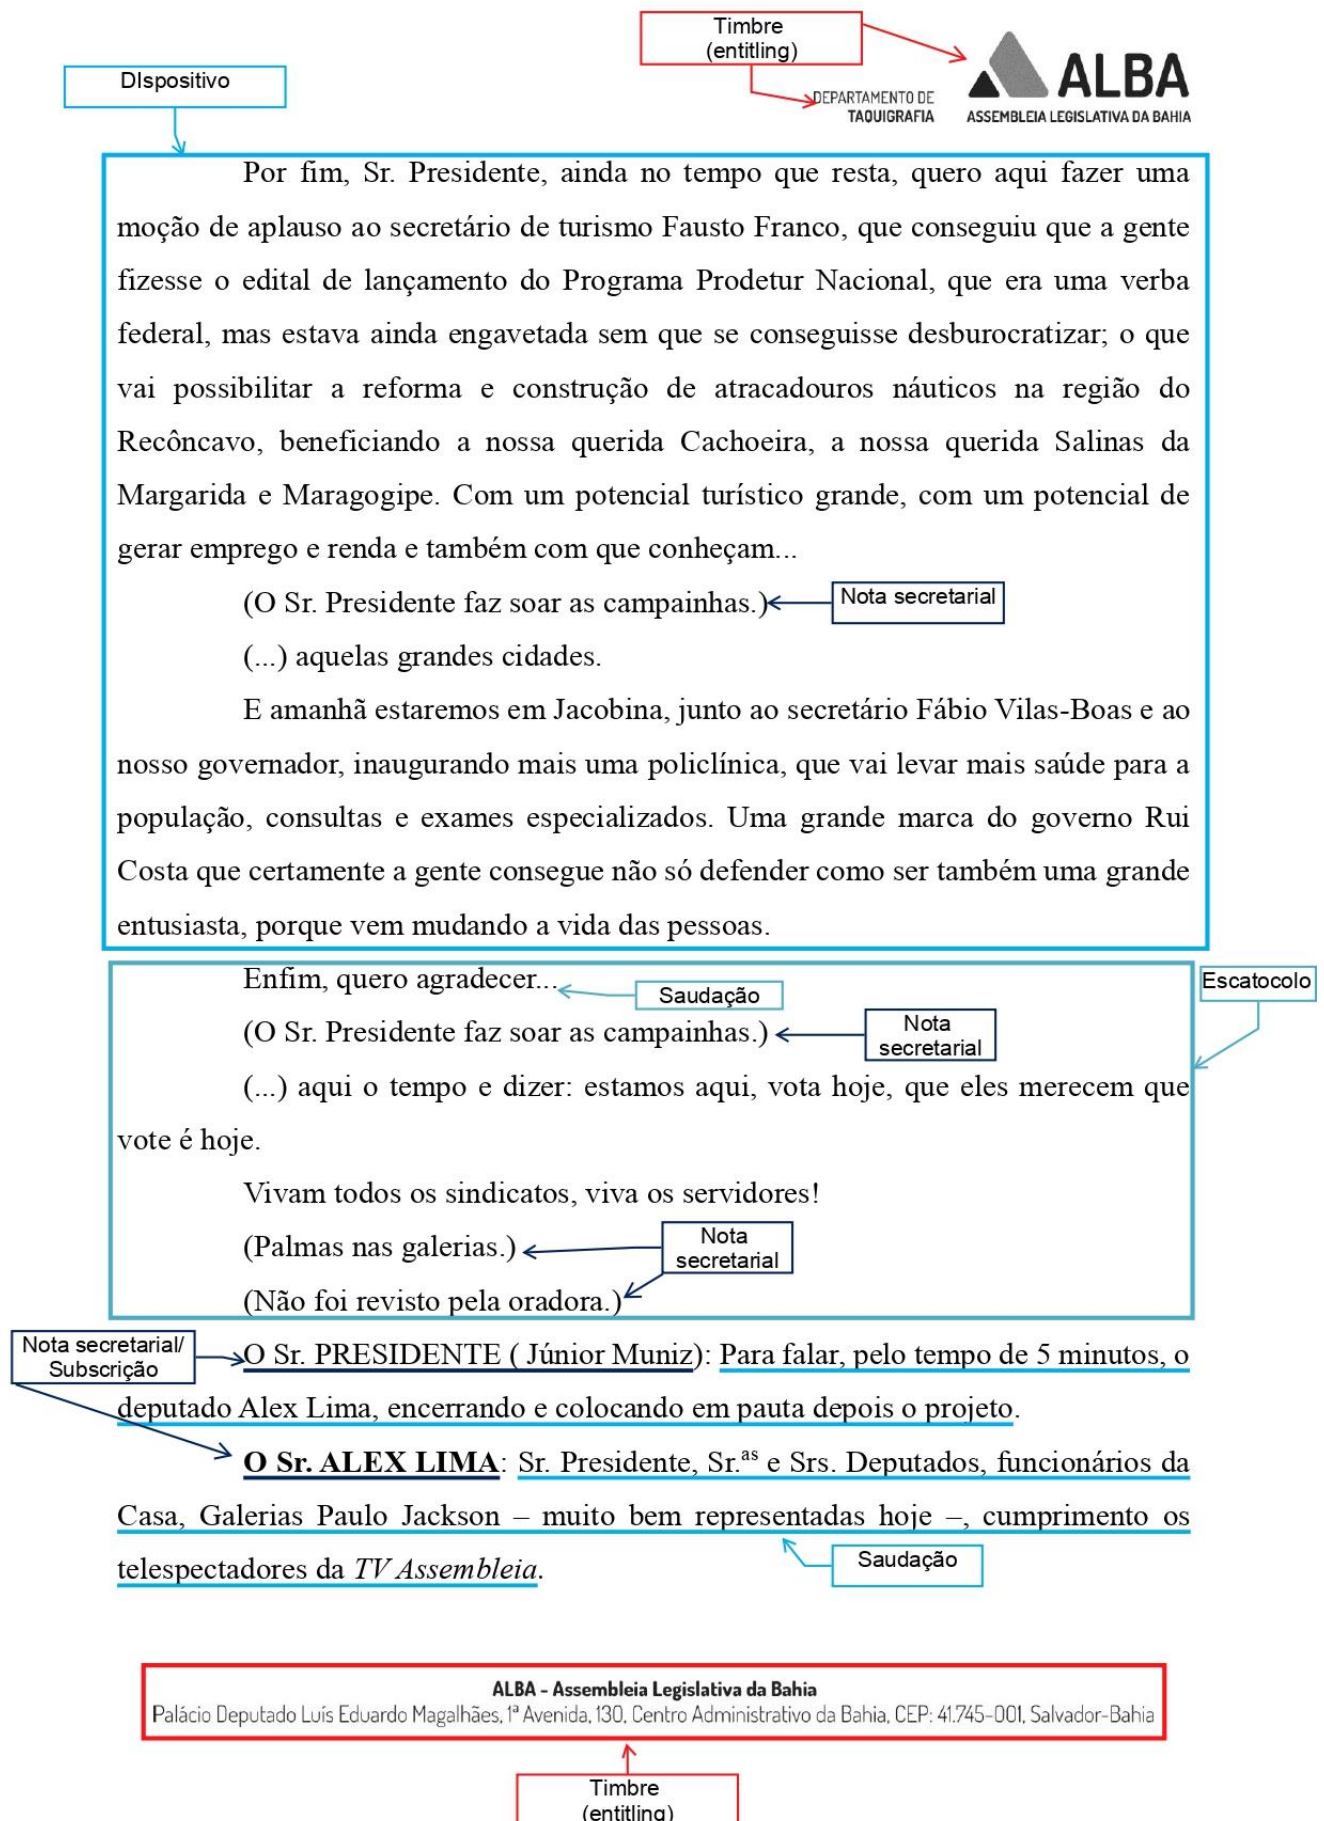 Timbre
(entitling)
DIspositivo
ALBA
DEPARTAMENTO DE
TAQUIGRAFIA
ASSEMBLEIA LEGISLATIVA DA BAHIA
Por fim, Sr. Presidente, ainda no tempo que resta, quero aqui fazer uma
moção de aplauso ao secretário de turismo Fausto Franco, que conseguiu que a gente
fizesse o edital de lançamento do Programa Prodetur Nacional, que era uma verba
federal, mas estava ainda engavetada sem que se conseguisse desburocratizar; o que
vai possibilitar a reforma e construção de atracadouros náuticos na região do
Recôncavo, beneficiando a nossa querida Cachoeira, a nossa querida Salinas da
Margarida e Maragogipe. Com um potencial turístico grande, com um potencial de
gerar emprego e renda e também com que conheçam...
(O Sr. Presidente faz soar as campainhas.)
Nota secretarial
(...) aquelas grandes cidades.
E amanhã estaremos em Jacobina, junto ao secretário Fábio Vilas-Boas e ao
nosso governador, inaugurando mais uma policlínica, que vai levar mais saúde para a
população, consultas e exames especializados. Uma grande marca do governo Rui
Costa que certamente a gente consegue não só defender como ser também uma grande
entusiasta, porque vem mudando a vida das pessoas.
Enfim, quero agradecer...
Saudação
Escatocolo
(O Sr. Presidente faz soar as campainhas.)
Nota
secretarial
(...) aqui o tempo e dizer: estamos aqui, vota hoje, que eles merecem que
vote é hoje.
Vivam todos os sindicatos, viva os servidores!
(Palmas nas galerias.)
Nota
secretarial
(Não foi revisto pela oradora.)
Nota secretarial/
Subscrição
O Sr. PRESIDENTE ( Júnior Muniz): Para falar, pelo tempo de 5 minutos, o
deputado Alex Lima, encerrando e colocando em pauta depois o projeto.
O Sr. ALEX LIMA: Sr. Presidente, Sr.as e Srs. Deputados, funcionários da
Casa, Galerias Paulo Jackson – muito bem representadas hoje –, cumprimento os
telespectadores da TV Assembleia.
Saudação
ALBA - Assembleia Legislativa da Bahia
Palácio Deputado Luís Eduardo Magalhães, 1ª Avenida, 130, Centro Administrativo da Bahia, CEP: 41.745-001, Salvador-Bahia
Timbre
(entitling)